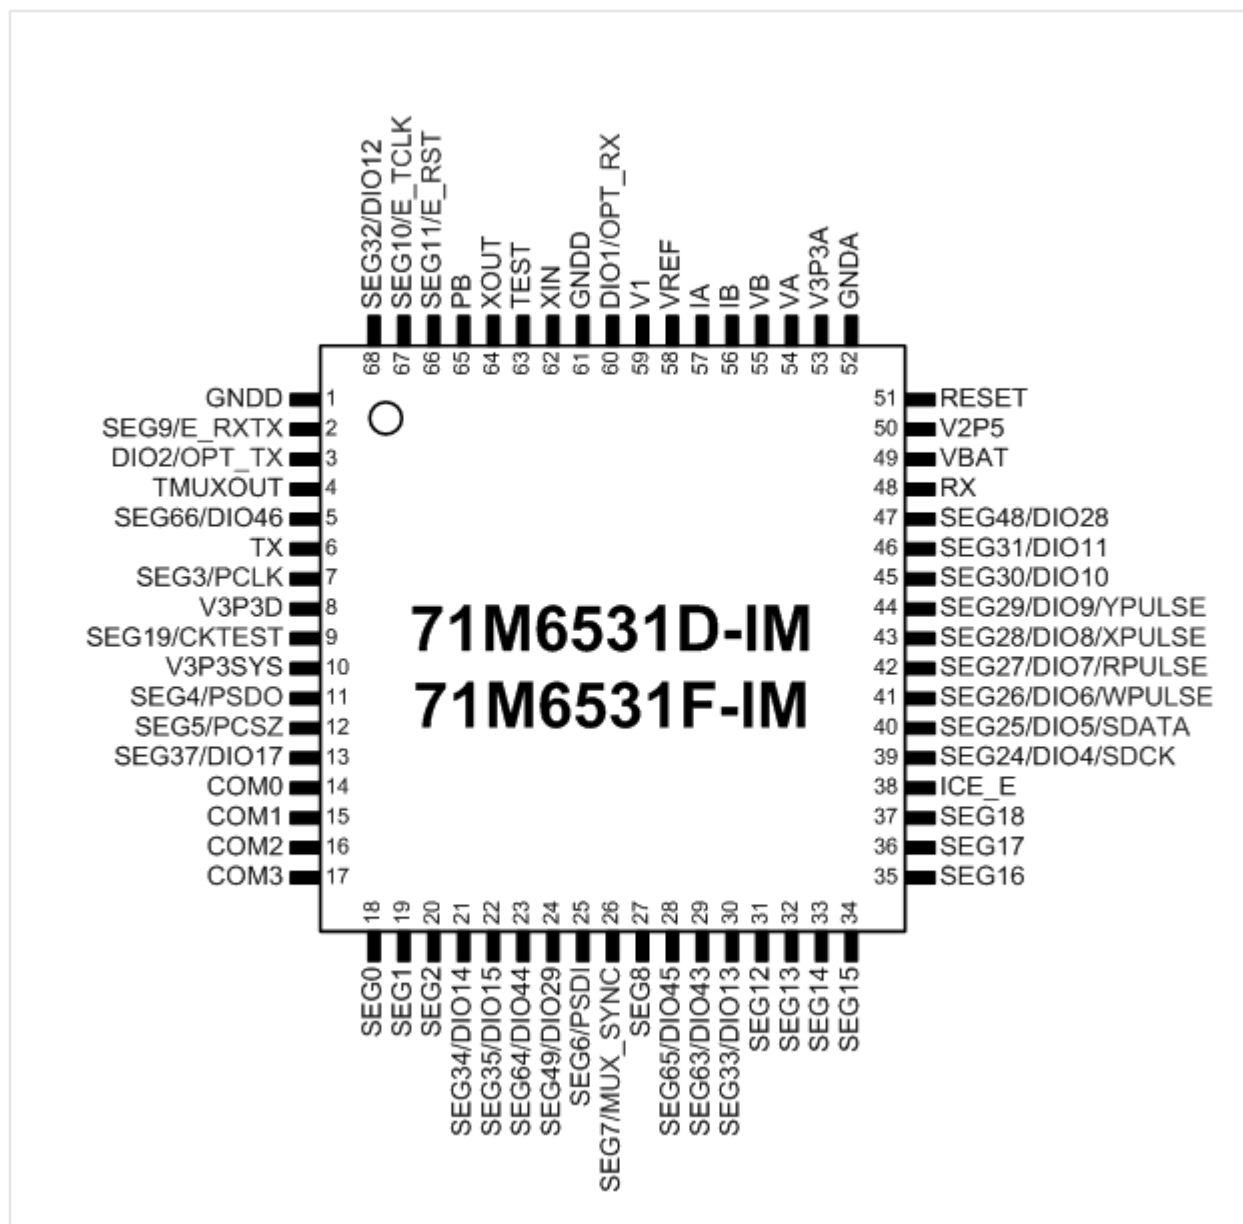 SEG32/DIO12
SEG10/E_TCLK
SEG11/E_RST
PB
XOUT
TEST
XIN
GNDD
DIO1/OPT_RX
V1
VREF
IA
IB
VB
VA
V3P3A
GNDA
68 67 66 65 64 63 62 61 60 59 58 57 56 55 54 53 52
GNDD 1
SEG9/E_RXTX 2
DIO2/OPT_TX 3
TMUXOUT 4
SEG66/DIO46 5
TX 6
SEG3/PCLK 7
V3P3D 8
SEG19/CKTEST 9
V3P3SYS 10
SEG4/PSDO 11
SEG5/PCSZ 12
SEG37/DIO17 13
COM0 14
COM1 15
COM2 16
COM3 17
71M6531D-IM
71M6531F-IM
51 RESET
50 V2P5
49 VBAT
48 RX
47 SEG48/DIO28
46 SEG31/DIO11
45 SEG30/DIO10
44 SEG29/DIO9/YPULSE
43 SEG28/DIO8/XPULSE
42 SEG27/DIO7/RPULSE
41 SEG26/DIO6/WPULSE
40 SEG25/DIO5/SDATA
39 SEG24/DIO4/SDCK
38 ICE_E
37 SEG18
36 SEG17
35 SEG16
18 19 20 21 22 23 24 25 26 27 28 29 30 31 32 33 34
SEG0
SEG1
SEG2
SEG34/DIO14
SEG35/DIO15
SEG64/DIO44
SEG49/DIO29
SEG6/PSDI
SEG7/MUX_SYNC
SEG8
SEG65/DIO45
SEG63/DIO43
SEG33/DIO13
SEG12
SEG13
SEG14
SEG15